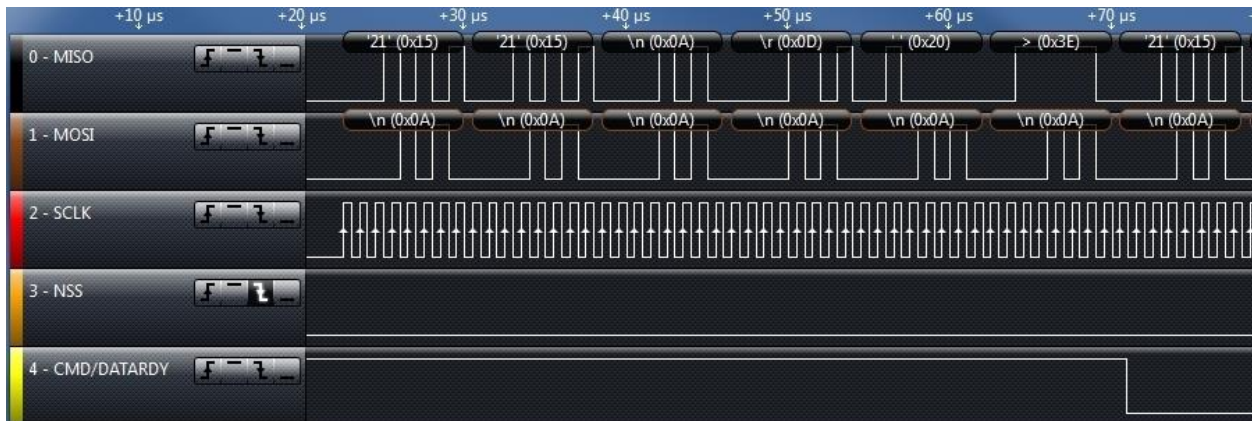 +10 µs +20 µs +30 µs +40 µs +50 µs +60 µs +70 µs
'21' (0x15) '21' (0x15) \n (0x0A) \r (0x0D) ' ' (0x20) > (0x3E) '21' (0x15)
0 - MISO
\n (0x0A) \n (0x0A) \n (0x0A) \n (0x0A) \n (0x0A) \n (0x0A) \n (0x0A)
1 - MOSI
2 - SCLK
3 - NSS
4 - CMD/DATARDY